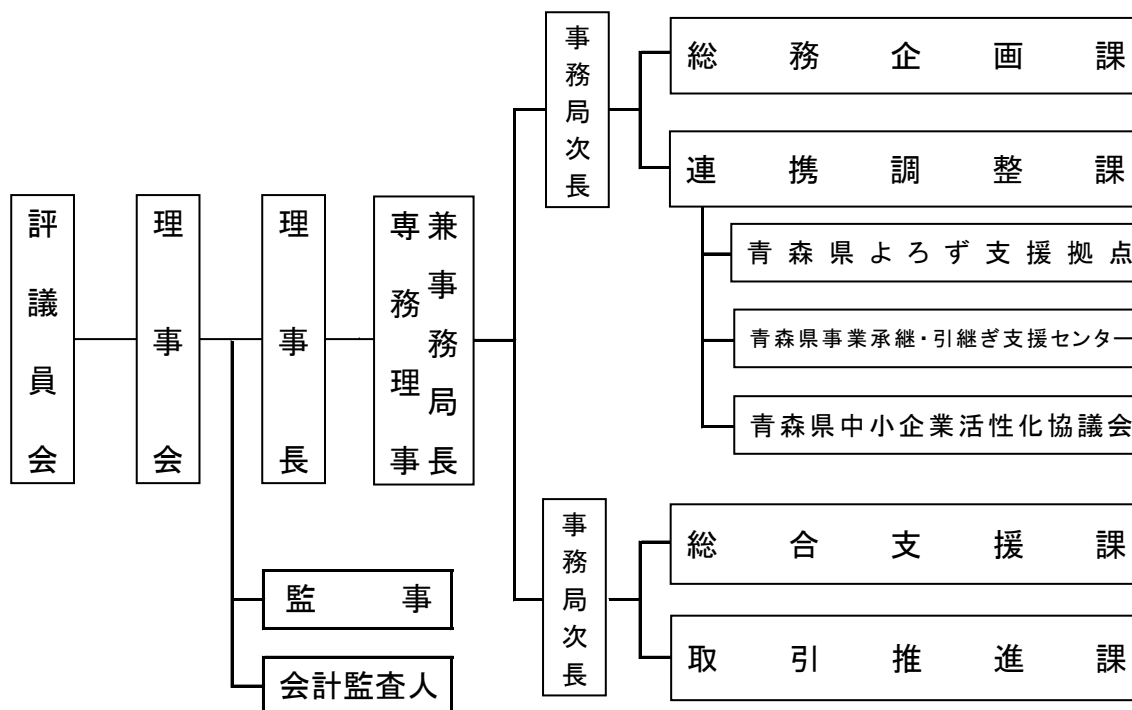 評議員会
理事会
理事長
専務理事
兼事務局長
監事
会計監査人
事務局次長
総務企画課
連携調整課
青森県よろず支援拠点
青森県事業承継・引継ぎ支援センター
青森県中小企業活性化協議会
事務局次長
総合支援課
取引推進課